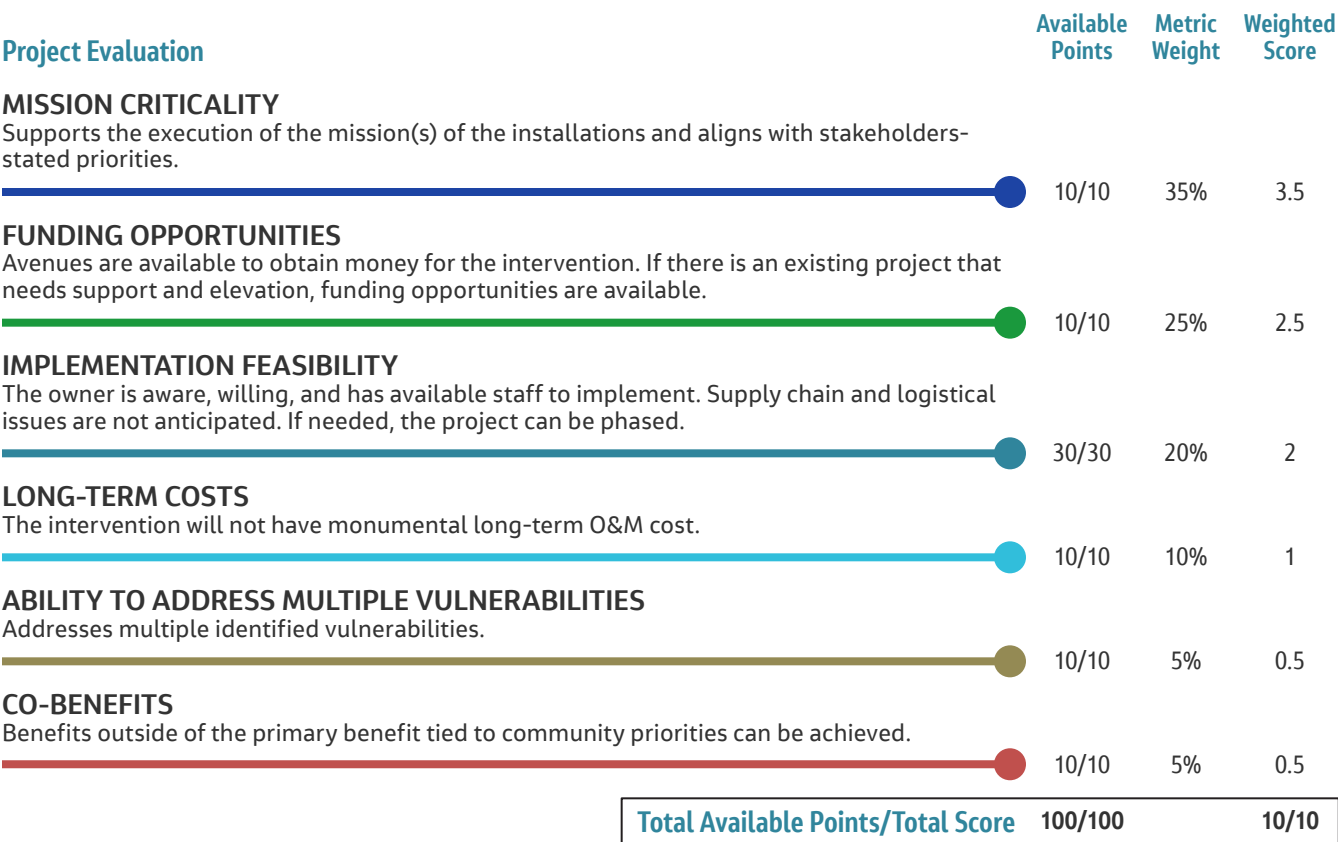 Project Evaluation
Available Points
Metric Weight
Weighted Score
MISSION CRITICALITY
Supports the execution of the mission(s) of the installations and aligns with stakeholders-
stated priorities.
10/10 35% 3.5
FUNDING OPPORTUNITIES
Avenues are available to obtain money for the intervention. If there is an existing project that
needs support and elevation, funding opportunities are available.
10/10 25% 2.5
IMPLEMENTATION FEASIBILITY
The owner is aware, willing, and has available staff to implement. Supply chain and logistical
issues are not anticipated. If needed, the project can be phased.
30/30 20% 2
LONG-TERM COSTS
The intervention will not have monumental long-term O&M cost.
10/10 10% 1
ABILITY TO ADDRESS MULTIPLE VULNERABILITIES
Addresses multiple identified vulnerabilities.
10/10 5% 0.5
CO-BENEFITS
Benefits outside of the primary benefit tied to community priorities can be achieved.
10/10 5% 0.5
Total Available Points/Total Score 100/100 10/10